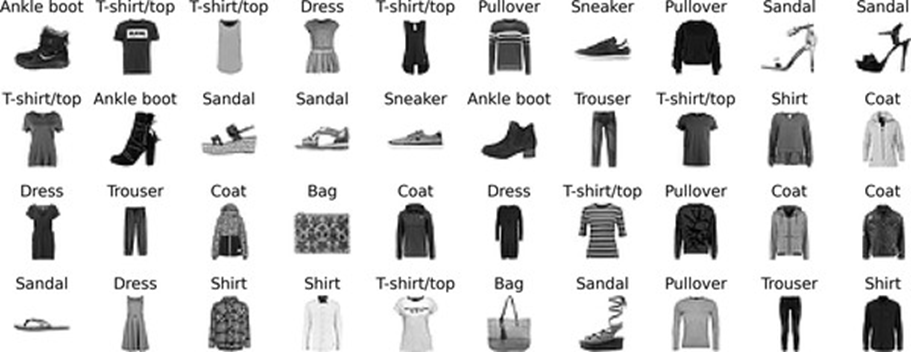 Ankle boot T-shirt/top T-shirt/top Dress T-shirt/top Pullover Sneaker Pullover Sandal Sandal
T-shirt/top Ankle boot Sandal Sandal Sneaker Ankle boot Trouser T-shirt/top Shirt Coat
Dress Trouser Coat Bag Coat Dress T-shirt/top Pullover Coat Coat
Sandal Dress Shirt Shirt T-shirt/top Bag Sandal Pullover Trouser Shirt